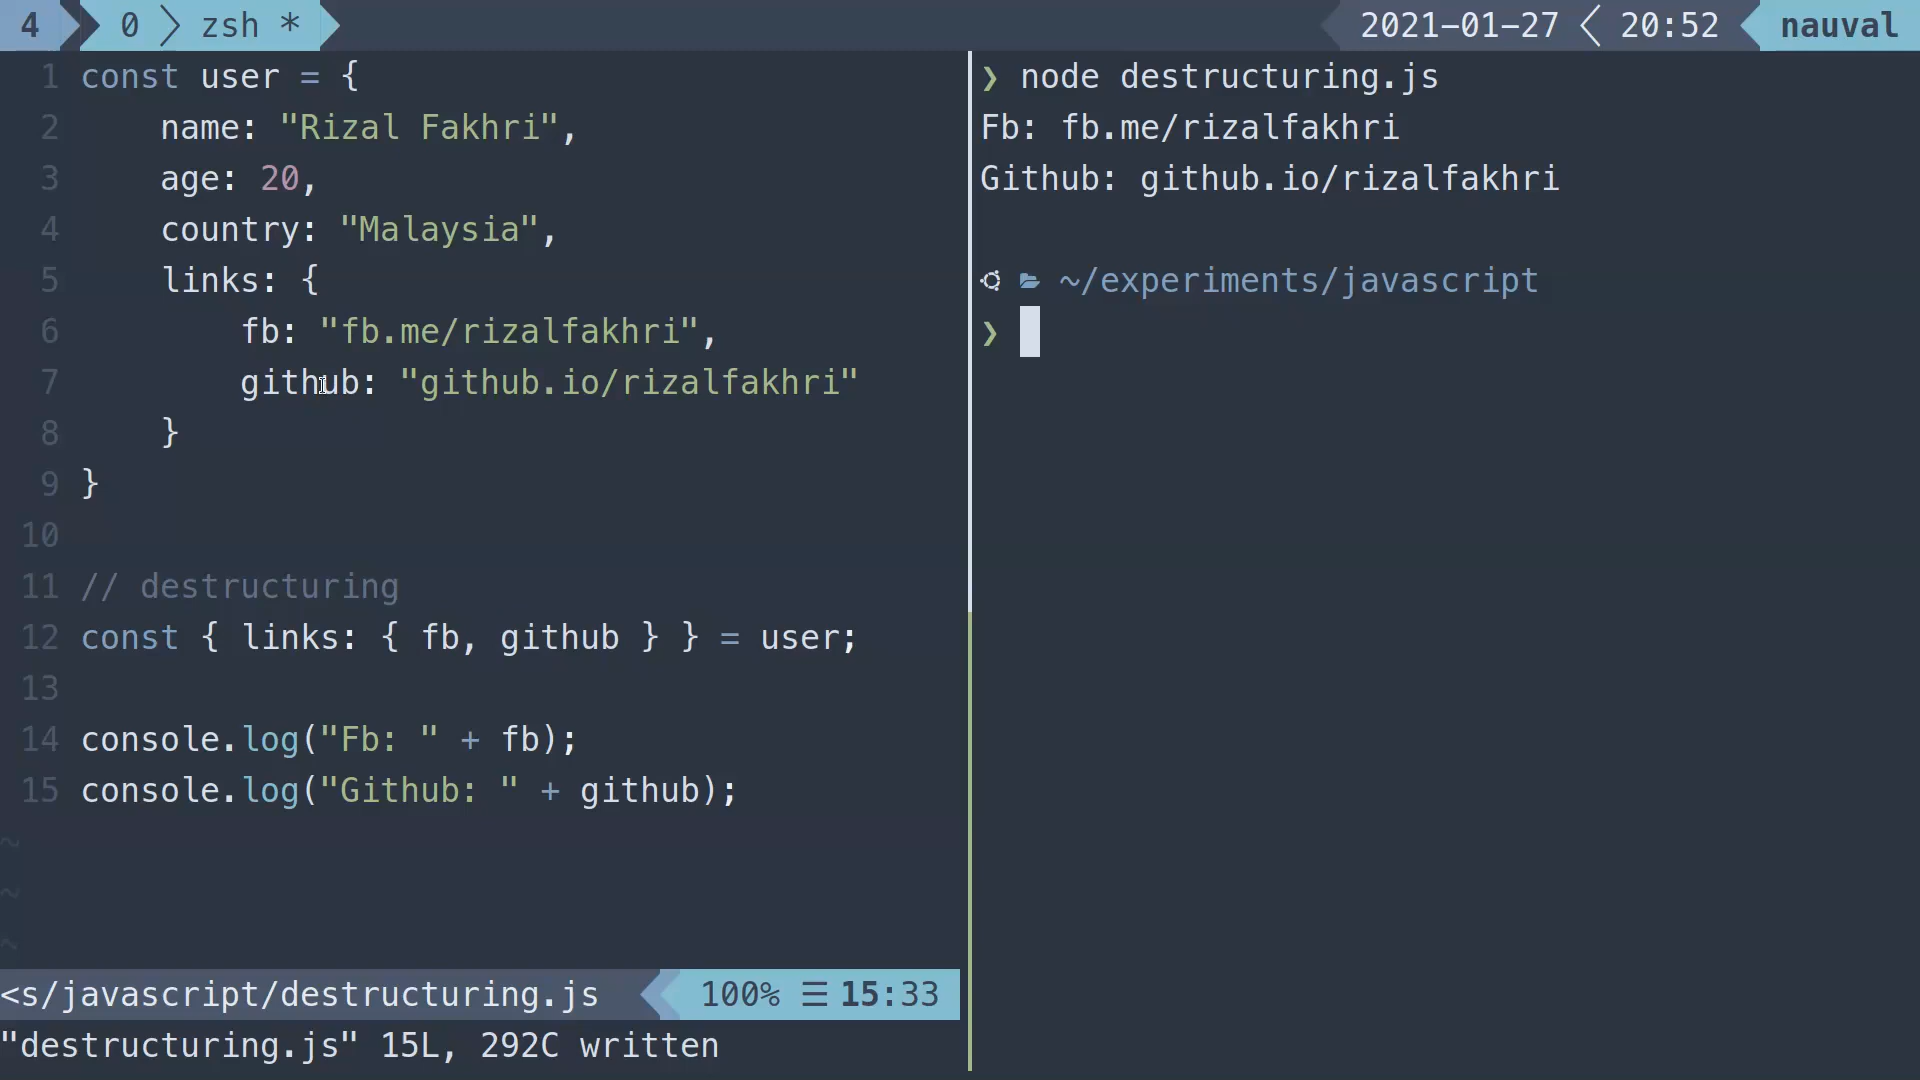 4 0 zsh * 2021-01-27 20:52 nauval
1 const user = {
2     name: "Rizal Fakhri",
3     age: 20,
4     country: "Malaysia",
5     links: {
6         fb: "fb.me/rizalfakhri",
7         github: "github.io/rizalfakhri"
8     }
9 }
10
11 // destructuring
12 const { links: { fb, github } } = user;
13
14 console.log("Fb: " + fb);
15 console.log("Github: " + github);
~
~
~
<s/javascript/destructuring.js 100% ☰ 15:33
"destructuring.js" 15L, 292C written
❯ node destructuring.js
Fb: fb.me/rizalfakhri
Github: github.io/rizalfakhri
~/experiments/javascript
❯